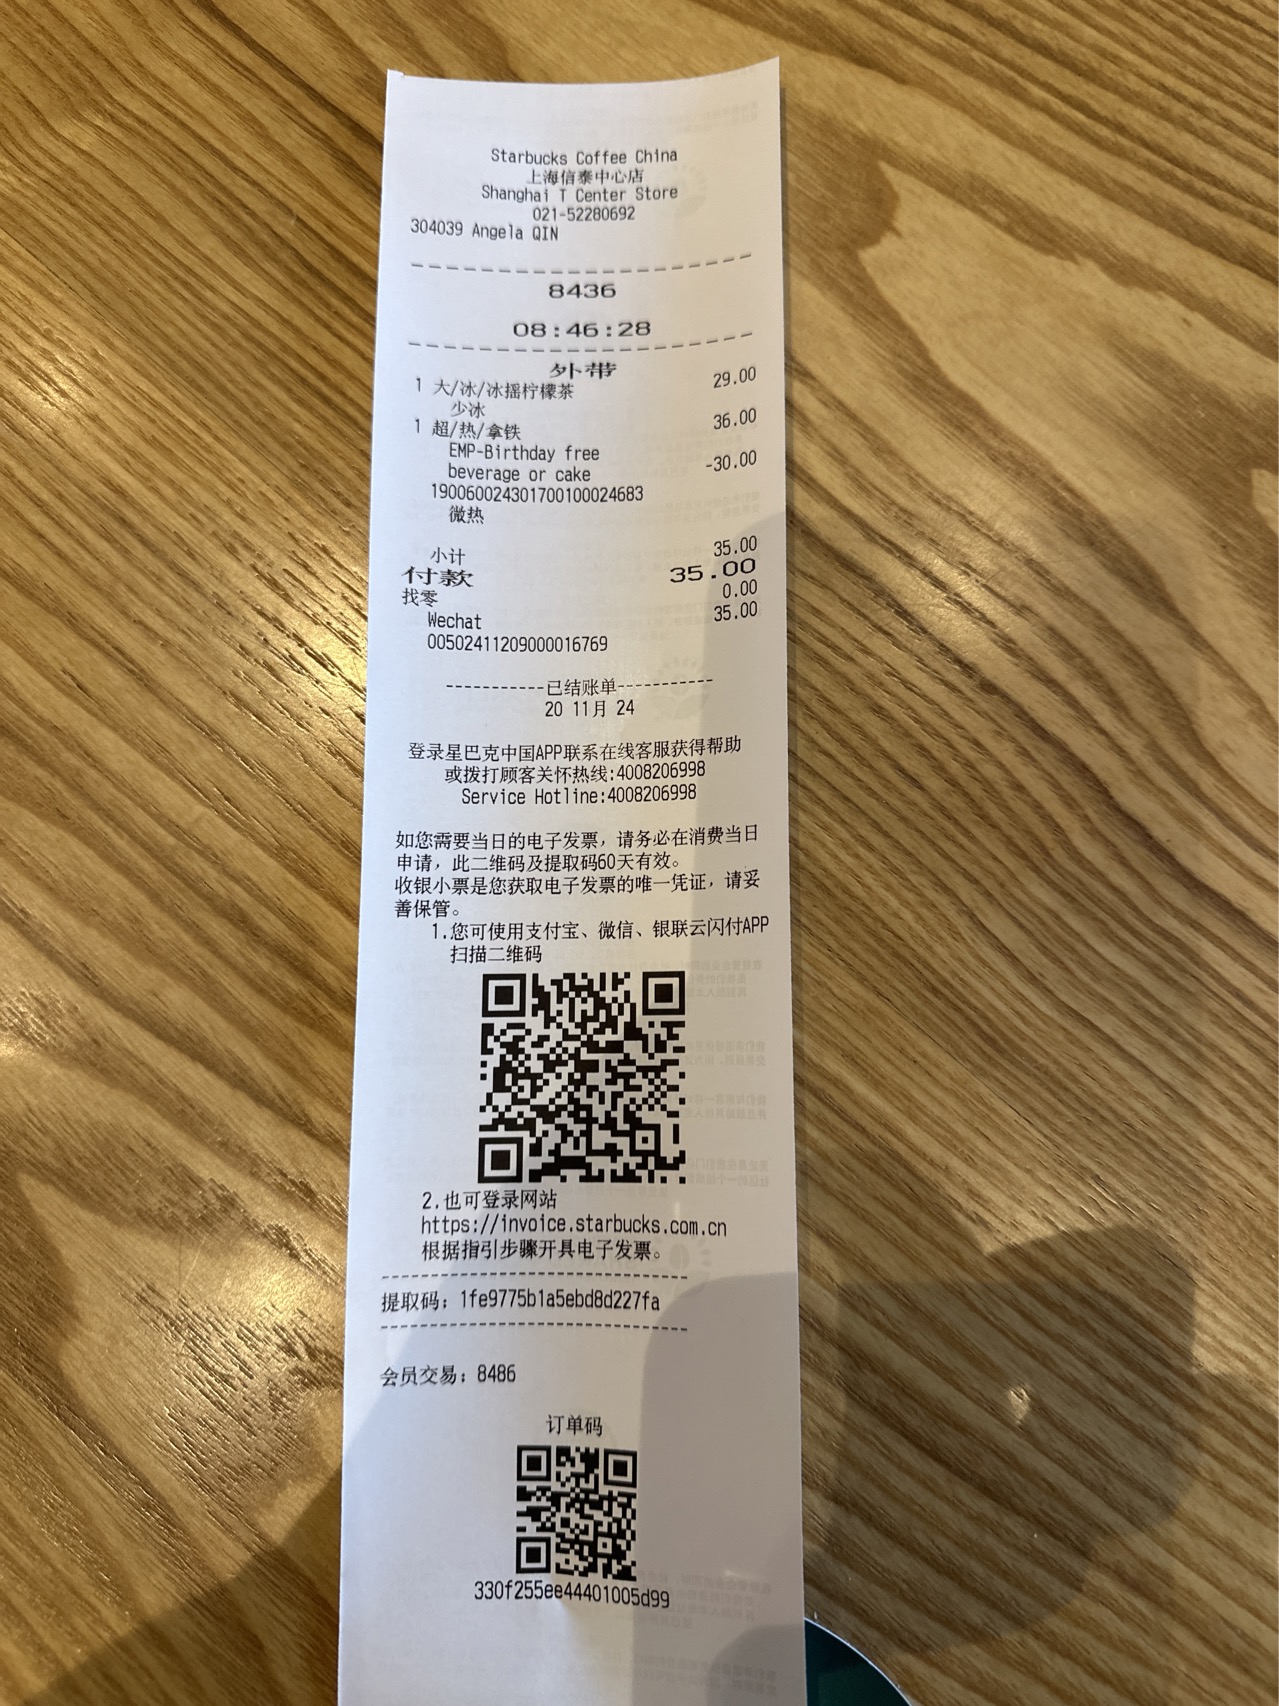 Starbucks Coffee China
上海信泰中心店
Shanghai T Center Store
021-52280692
304039 Angela QIN
8436
08:46:28
外带
1 大/冰/冰摇柠檬茶 29.00
少冰
1 超/热/拿铁 36.00
EMP-Birthday free
beverage or cake -30.00
190060024301700100024683
微热
小计 35.00
付款 35.00
找零 0.00
Wechat 35.00
00502411209000016769
-----------已结账单-----------
20 11月 24
登录星巴克中国APP联系在线客服获得帮助
或拨打顾客关怀热线:4008206998
Service Hotline:4008206998
如您需要当日的电子发票，请务必在消费当日
申请，此二维码及提取码60天有效。
收银小票是您获取电子发票的唯一凭证，请妥
善保管。
1.您可使用支付宝、微信、银联云闪付APP
扫描二维码
2.也可登录网站
https://invoice.starbucks.com.cn
根据指引步骤开具电子发票。
提取码：1fe9775b1a5ebd8d227fa
会员交易：8486
订单码
330f255ee44401005d99